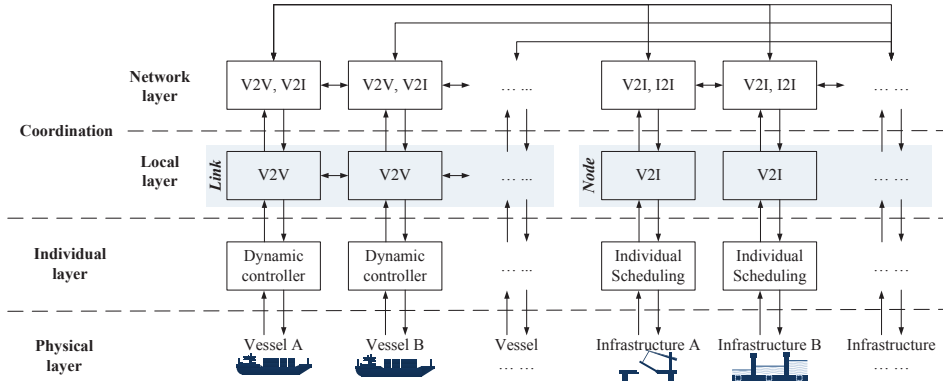 Network
layer
V2V, V2I
V2V, V2I
... ...
V2I, I2I
V2I, I2I
... ...
Coordination
Local
layer
Link
V2V
V2V
... ...
Node
V2I
V2I
... ...
Individual
layer
Dynamic
controller
Dynamic
controller
... ...
Individual
Scheduling
Individual
Scheduling
... ...
Physical
layer
Vessel A
Vessel B
Vessel
... ...
Infrastructure A
Infrastructure B
Infrastructure
... ...